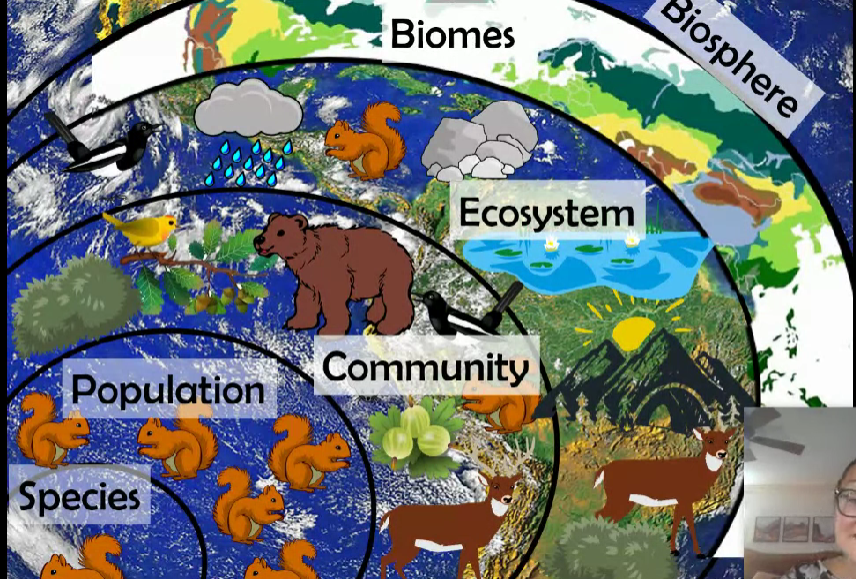 Biomes
Biosphere
Ecosystem
Community
Population
Species